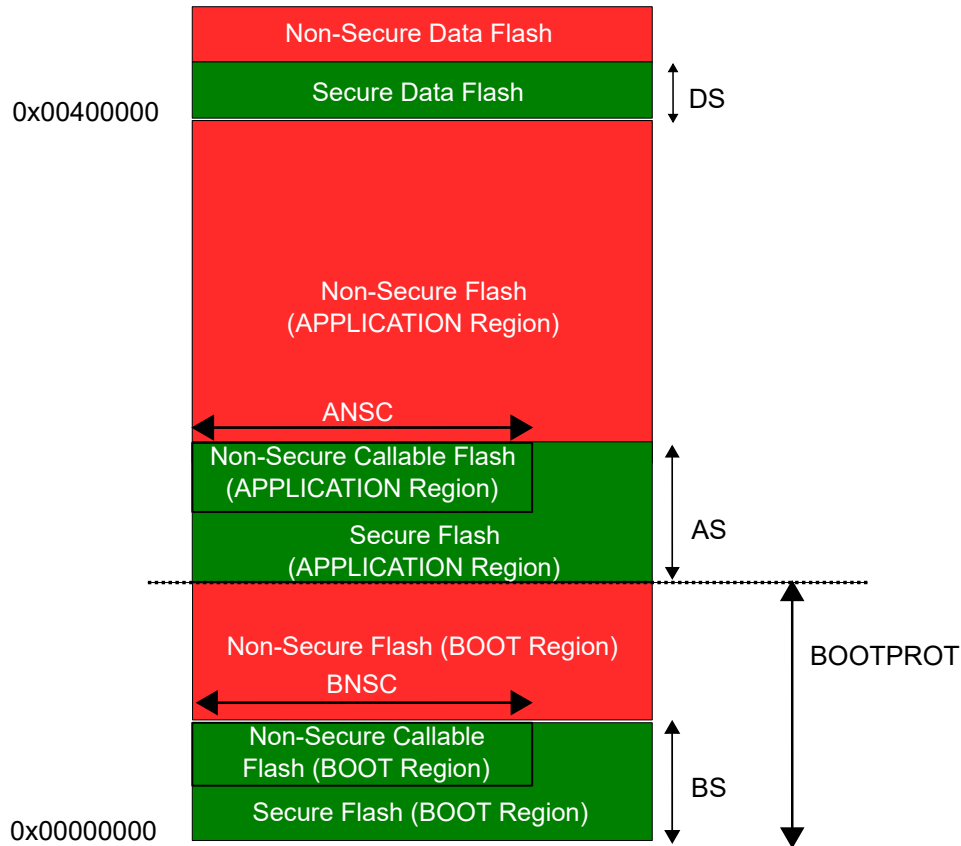 Non-Secure Data Flash
Secure Data Flash
DS
0x00400000
Non-Secure Flash
(APPLICATION Region)
ANSC
Non-Secure Callable Flash
(APPLICATION Region)
AS
Secure Flash
(APPLICATION Region)
Non-Secure Flash (BOOT Region)
BOOTPROT
BNSC
Non-Secure Callable
Flash (BOOT Region)
BS
Secure Flash (BOOT Region)
0x00000000